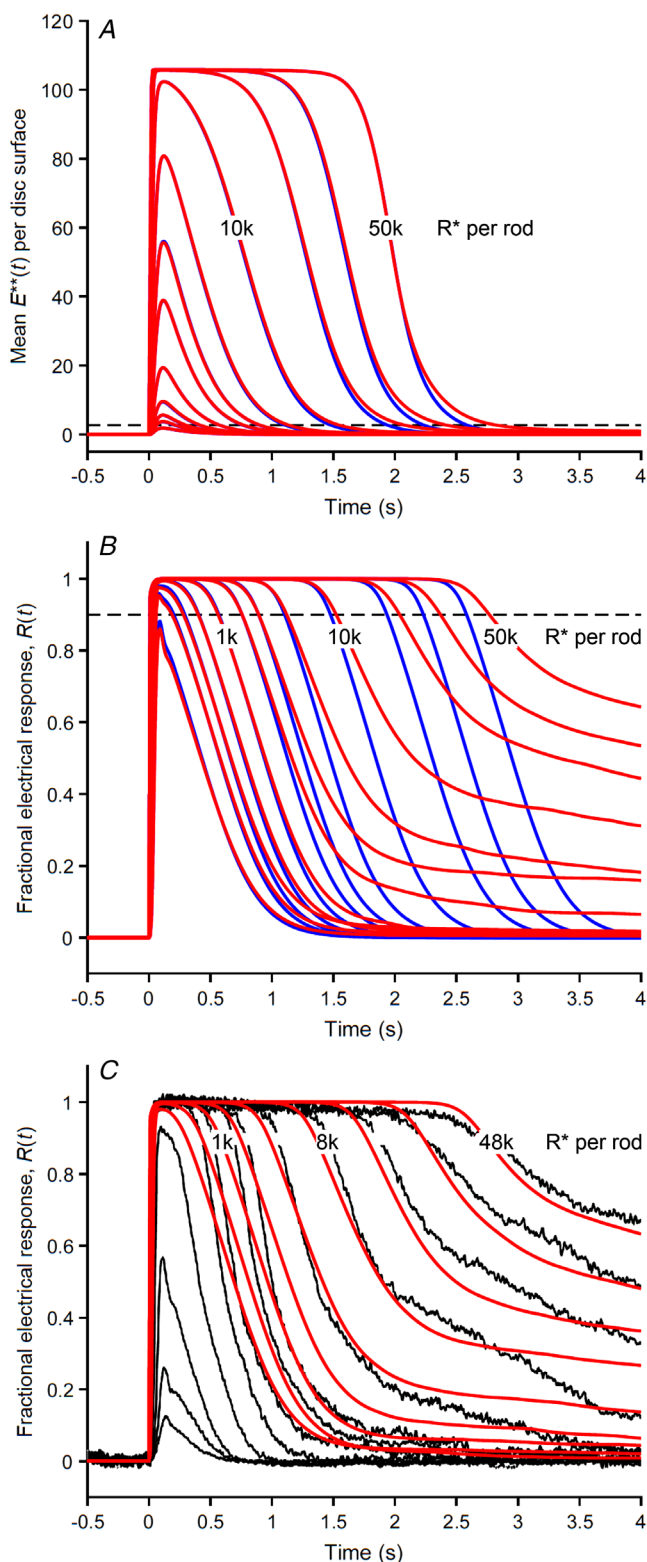 A
Mean E**(t) per disc surface
120
100
80
60
40
20
0
10k
50k
R* per rod
-0.5 0 0.5 1 1.5 2 2.5 3 3.5 4
Time (s)
B
Fractional electrical response, R(t)
1
0.8
0.6
0.4
0.2
0
1k
10k
50k
R* per rod
-0.5 0 0.5 1 1.5 2 2.5 3 3.5 4
Time (s)
C
Fractional electrical response, R(t)
1
0.8
0.6
0.4
0.2
0
1k
8k
48k
R* per rod
-0.5 0 0.5 1 1.5 2 2.5 3 3.5 4
Time (s)